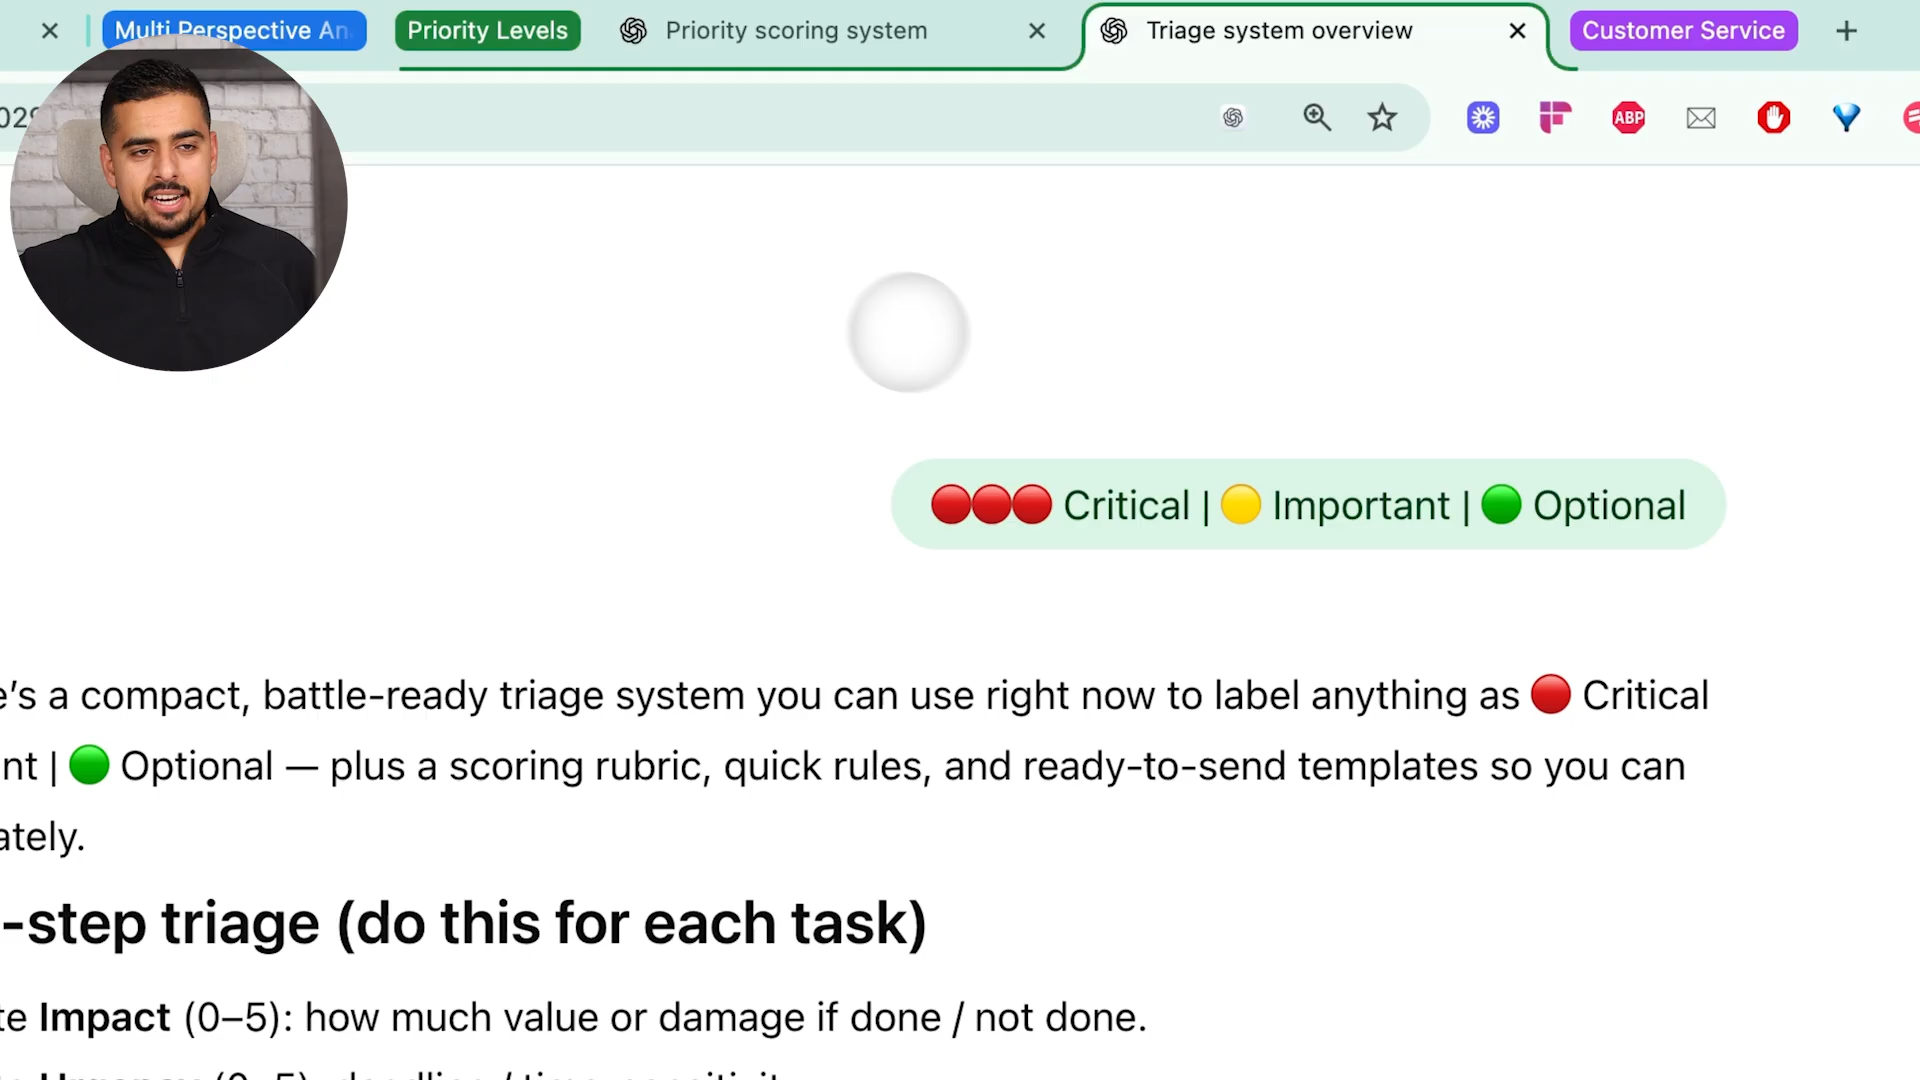 Multi Perspective An
Priority Levels
Priority scoring system
Triage system overview
Customer Service
029
ABP
🔴🔴🔴 Critical | 🟡 Important | 🟢 Optional
e's a compact, battle-ready triage system you can use right now to label anything as 🔴 Critical
nt | 🟢 Optional — plus a scoring rubric, quick rules, and ready-to-send templates so you can
ately.
-step triage (do this for each task)
te Impact (0–5): how much value or damage if done / not done.